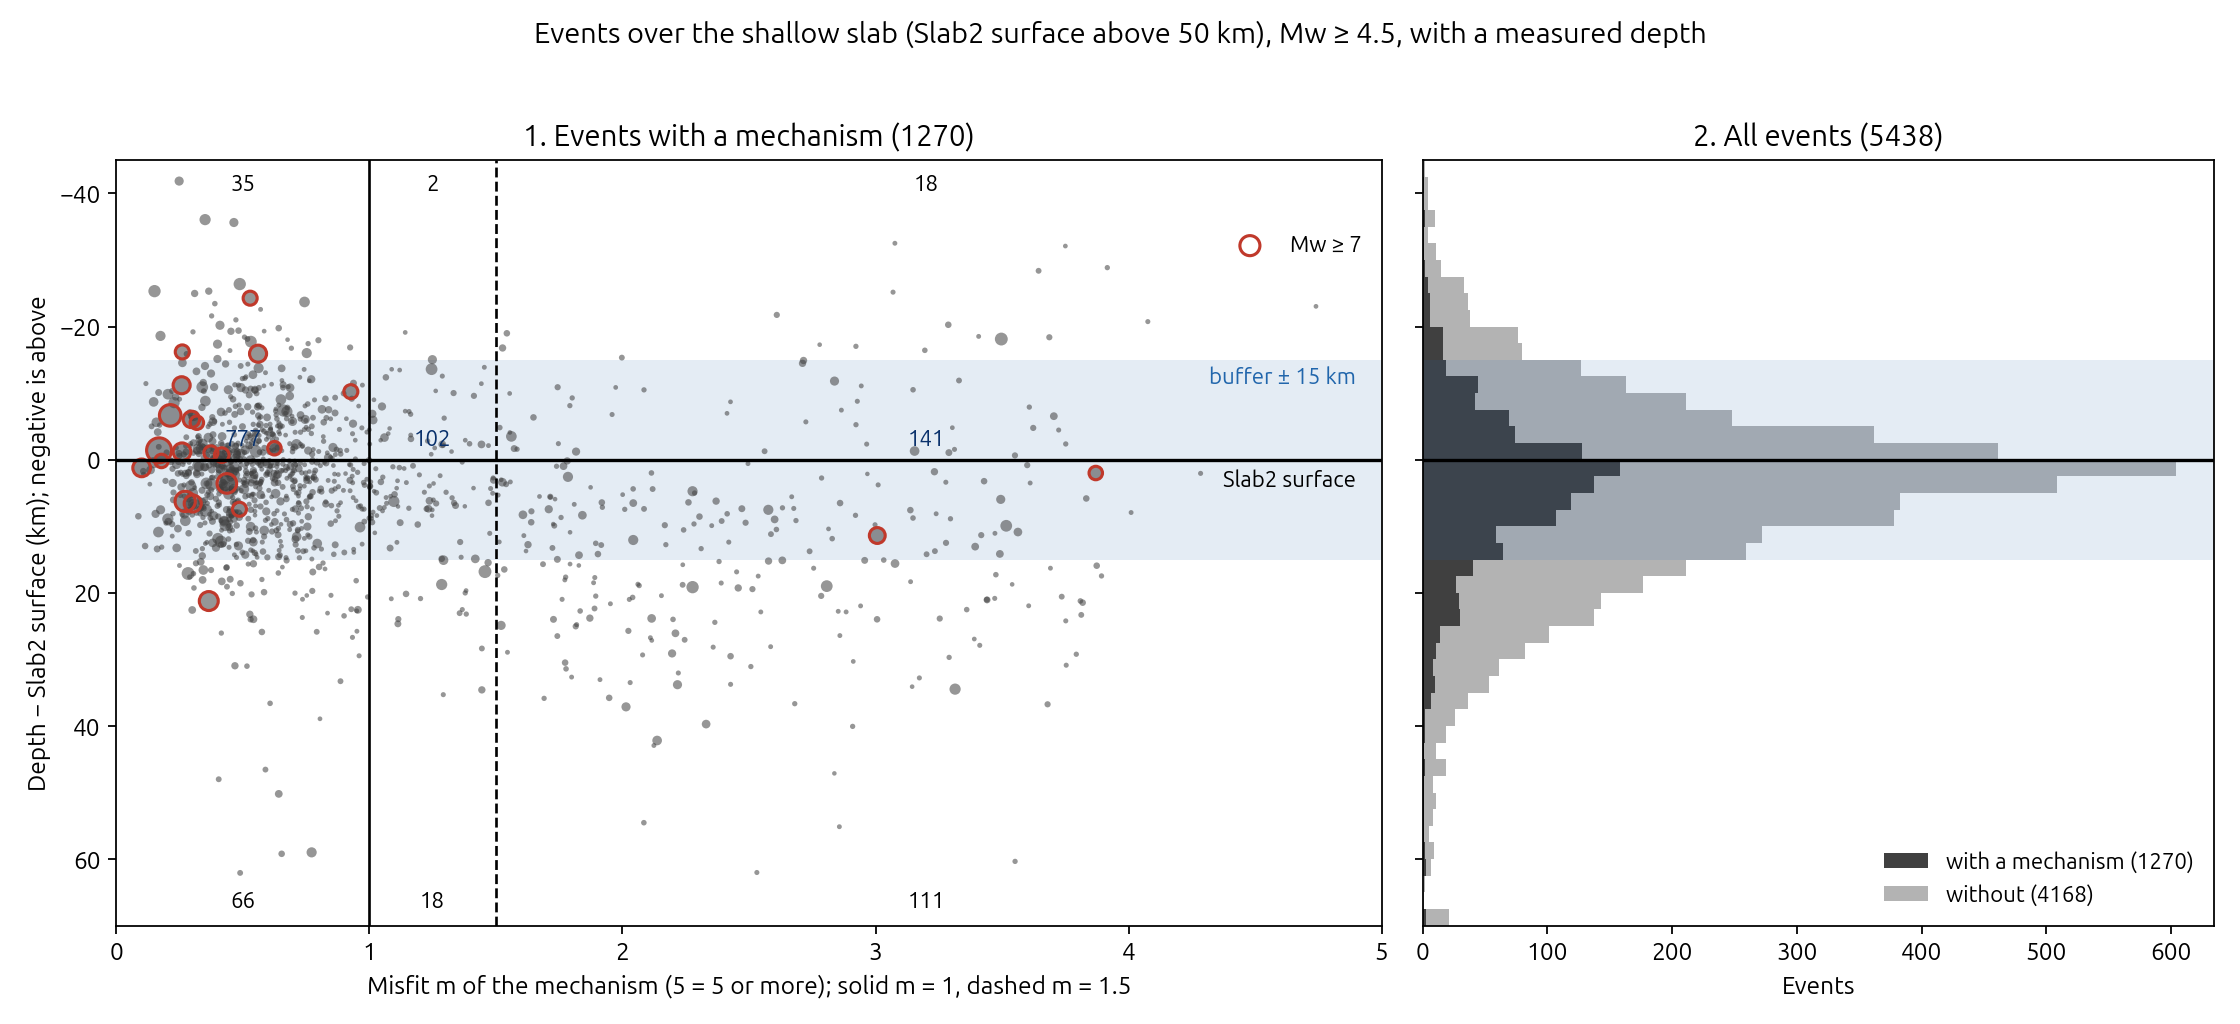 Events over the shallow slab (Slab2 surface above 50 km), Mw ≥ 4.5, with a measured depth
1. Events with a mechanism (1270)
35
2
18
Mw ≥ 7
buffer ± 15 km
777
102
141
Slab2 surface
66
18
111
−40
−20
0
20
40
60
Depth − Slab2 surface (km); negative is above
0 1 2 3 4 5
Misfit m of the mechanism (5 = 5 or more); solid m = 1, dashed m = 1.5
2. All events (5438)
with a mechanism (1270)
without (4168)
0 100 200 300 400 500 600
Events